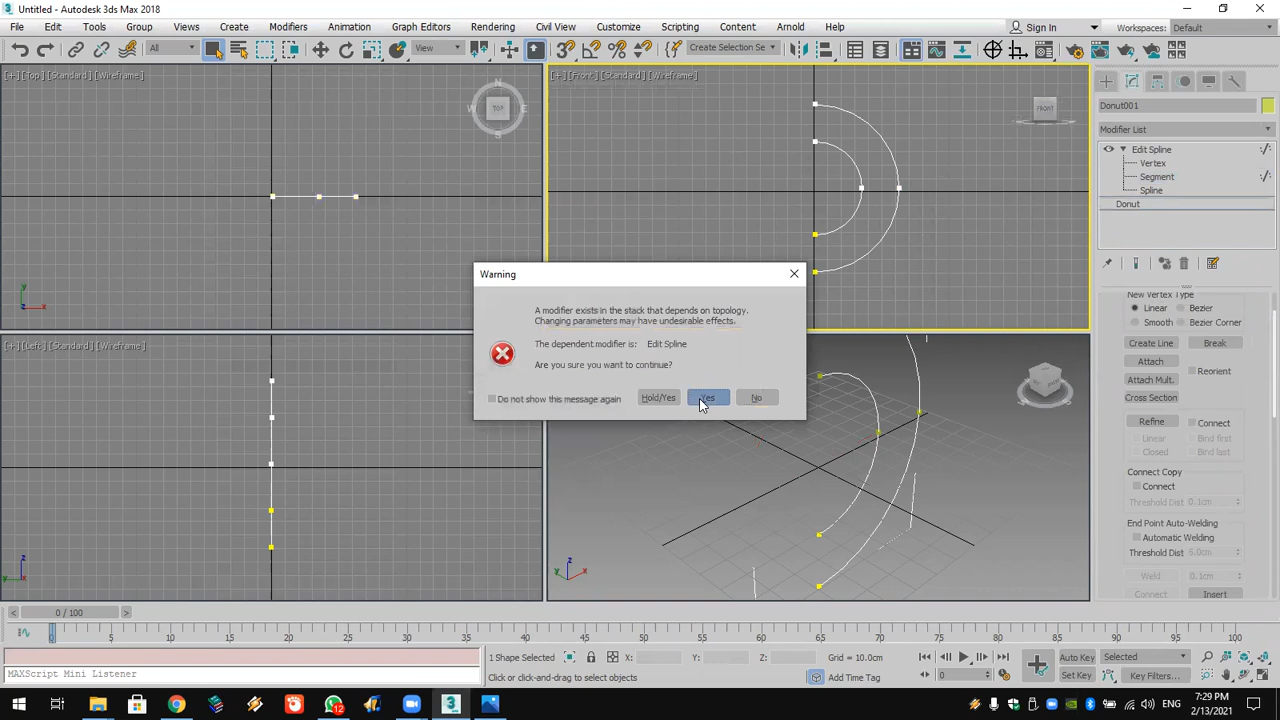 Untitled - Autodesk 3ds Max 2018
File Edit Tools Group Views Create Modifiers Animation Graph Editors Rendering Civil View Customize Scripting Content Arnold Help
Sign In
Workspaces: Default
All
View
Create Selection Se
[+] [Top] [Standard] [Wireframe]
[+] [Front] [Standard] [Wireframe]
N
W TOP E
S
FRONT
Donut001
Modifier List
Edit Spline
Vertex
Segment
Spline
Donut
y
z x
Warning
A modifier exists in the stack that depends on topology.
Changing parameters may have undesirable effects.
The dependent modifier is: Edit Spline
Are you sure you want to continue?
Do not show this message again
Hold/Yes Yes No
New Vertex Type
Linear Bezier
Smooth Bezier Corner
Create Line Break
Attach
Reorient
Attach Mult.
Cross Section
Refine Connect
Linear Bind first
Closed Bind last
Connect Copy
Connect
Threshold Dist 0.1cm
End Point Auto-Welding
Automatic Welding
Threshold Dist 6.0cm
Weld 0.1cm
Connect Insert
[+] [Left] [Standard] [Wireframe]
z
y
z
y x
0 / 100
0 5 10 15 20 25 30 35 40 45 50 55 60 65 70 75 80 85 90 95 100
MAXScript Mini Listener
1 Shape Selected
Click or click-and-drag to select objects
X: Y: Z:
Grid = 10.0cm
Add Time Tag
0
Auto Key Selected
Set Key Key Filters...
12
3
ENG
7:29 PM
2/13/2021